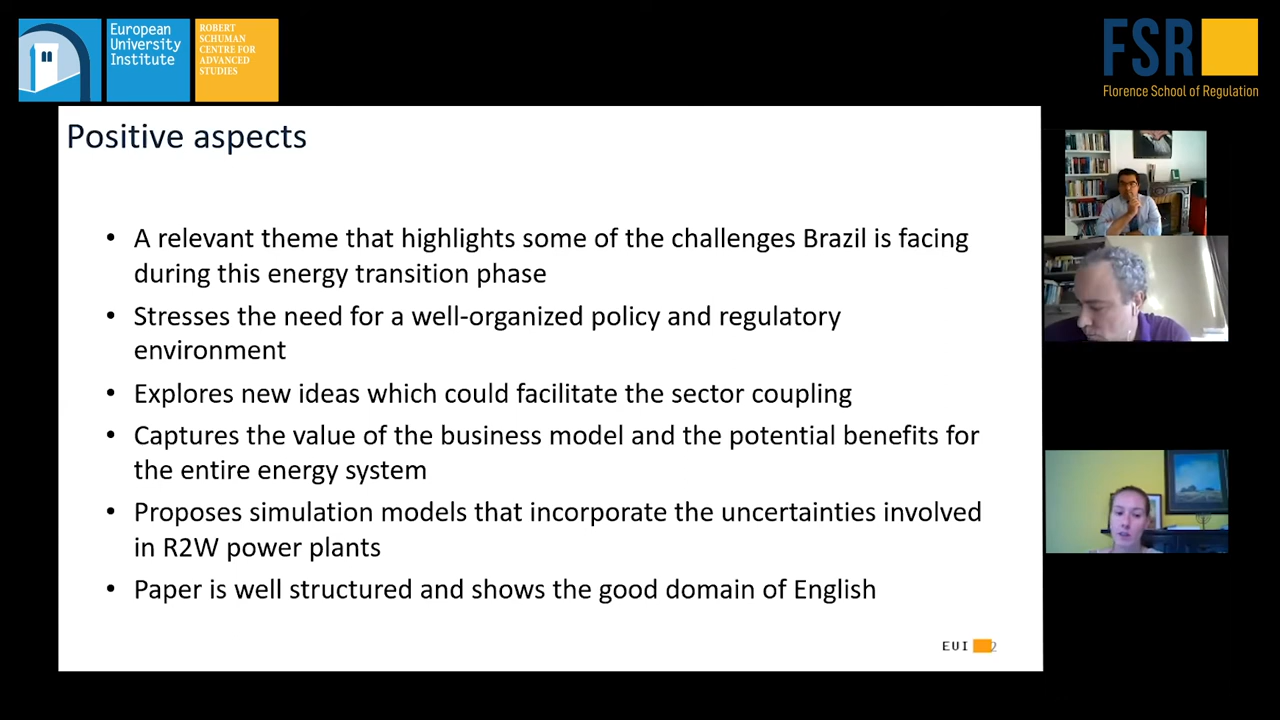 European
University
Institute
ROBERT
SCHUMAN
CENTRE FOR
ADVANCED
STUDIES
FSR
Florence School of Regulation
Positive aspects
• A relevant theme that highlights some of the challenges Brazil is facing
during this energy transition phase
• Stresses the need for a well-organized policy and regulatory
environment
• Explores new ideas which could facilitate the sector coupling
• Captures the value of the business model and the potential benefits for
the entire energy system
• Proposes simulation models that incorporate the uncertainties involved
in R2W power plants
• Paper is well structured and shows the good domain of English
EUI 2